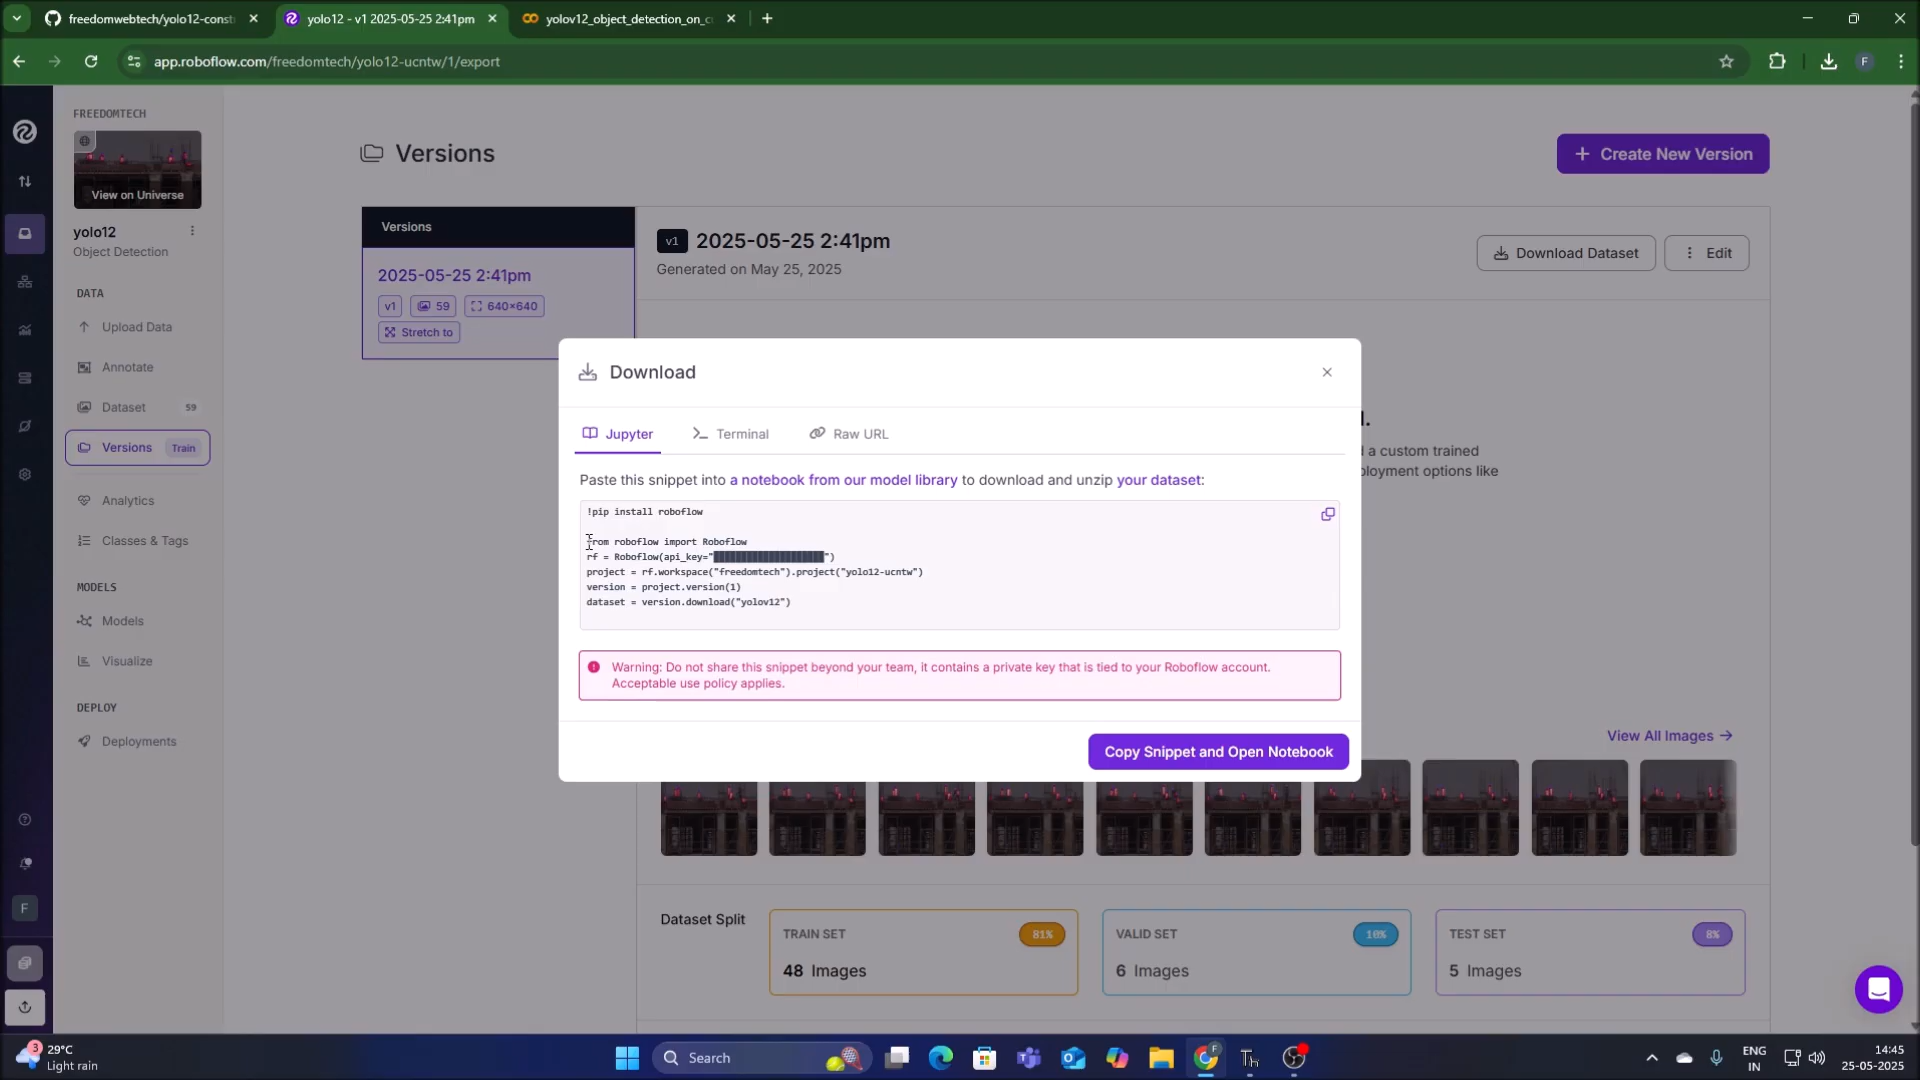 freedomwebtech/yolo12-const
yolo12 - v1 2025-05-25 2:41pm
yolov12_object_detection_on_c
app.roboflow.com/freedomtech/yolo12-ucntw/1/export
F
FREEDOMTECH
View on Universe
yolo12
Object Detection
DATA
Upload Data
Annotate
Dataset 59
Versions Train
Analytics
Classes & Tags
MODELS
Models
Visualize
DEPLOY
Deployments
F
Versions
+ Create New Version
Versions
2025-05-25 2:41pm
v1 59 640×640
Stretch to
v1 2025-05-25 2:41pm
Generated on May 25, 2025
Download Dataset
Edit
d a custom trained
ployment options like
Download
Jupyter Terminal Raw URL
Paste this snippet into a notebook from our model library to download and unzip your dataset:
!pip install roboflow
from roboflow import Roboflow
rf = Roboflow(api_key="████████████████████")
project = rf.workspace("freedomtech").project("yolo12-ucntw")
version = project.version(1)
dataset = version.download("yolov12")
Warning: Do not share this snippet beyond your team, it contains a private key that is tied to your Roboflow account.
Acceptable use policy applies.
Copy Snippet and Open Notebook
View All Images →
Dataset Split
TRAIN SET 81%
48 Images
VALID SET 10%
6 Images
TEST SET 8%
5 Images
3
29°C
Light rain
Search
ENG
IN
14:45
25-05-2025